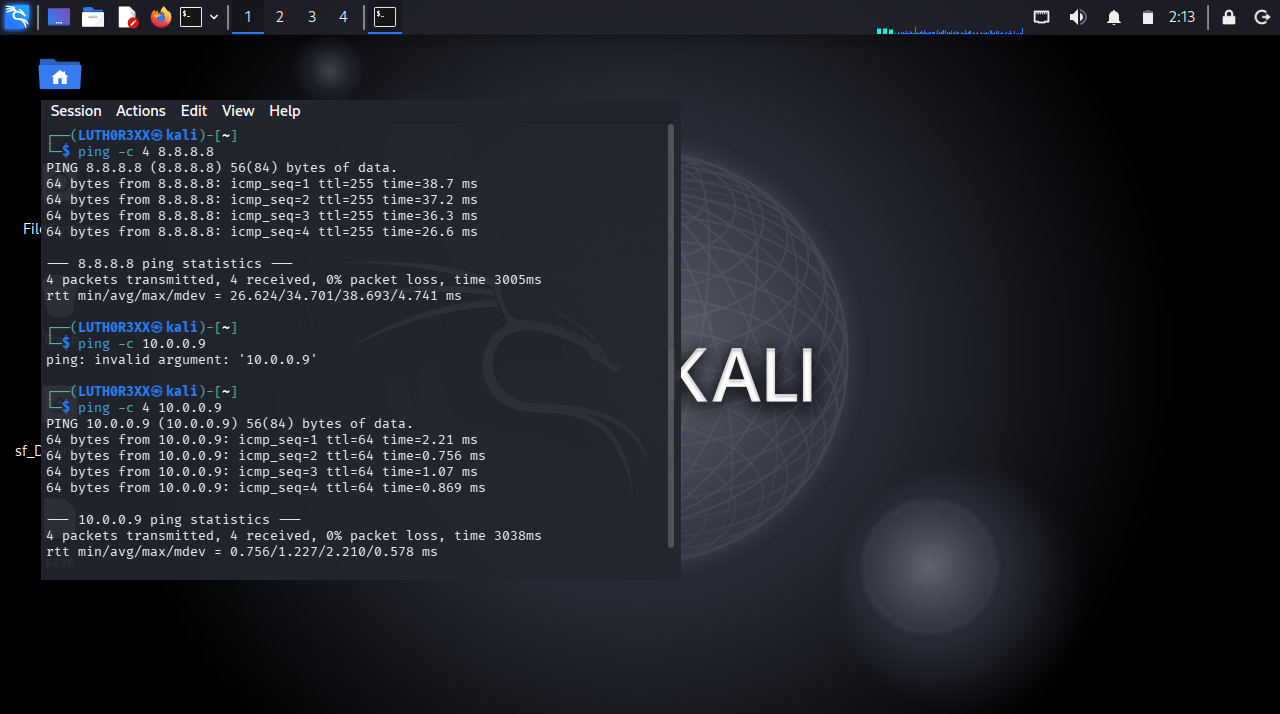 1 2 3 4 2:13
Session Actions Edit View Help
┌──(LUTH0R3XX㉿kali)-[~]
└─$ ping -c 4 8.8.8.8
PING 8.8.8.8 (8.8.8.8) 56(84) bytes of data.
64 bytes from 8.8.8.8: icmp_seq=1 ttl=255 time=38.7 ms
64 bytes from 8.8.8.8: icmp_seq=2 ttl=255 time=37.2 ms
64 bytes from 8.8.8.8: icmp_seq=3 ttl=255 time=36.3 ms
64 bytes from 8.8.8.8: icmp_seq=4 ttl=255 time=26.6 ms
--- 8.8.8.8 ping statistics ---
4 packets transmitted, 4 received, 0% packet loss, time 3005ms
rtt min/avg/max/mdev = 26.624/34.701/38.693/4.741 ms
┌──(LUTH0R3XX㉿kali)-[~]
└─$ ping -c 10.0.0.9
ping: invalid argument: '10.0.0.9'
┌──(LUTH0R3XX㉿kali)-[~]
└─$ ping -c 4 10.0.0.9
PING 10.0.0.9 (10.0.0.9) 56(84) bytes of data.
64 bytes from 10.0.0.9: icmp_seq=1 ttl=64 time=2.21 ms
64 bytes from 10.0.0.9: icmp_seq=2 ttl=64 time=0.756 ms
64 bytes from 10.0.0.9: icmp_seq=3 ttl=64 time=1.07 ms
64 bytes from 10.0.0.9: icmp_seq=4 ttl=64 time=0.869 ms
--- 10.0.0.9 ping statistics ---
4 packets transmitted, 4 received, 0% packet loss, time 3038ms
rtt min/avg/max/mdev = 0.756/1.227/2.210/0.578 ms
save
KALI